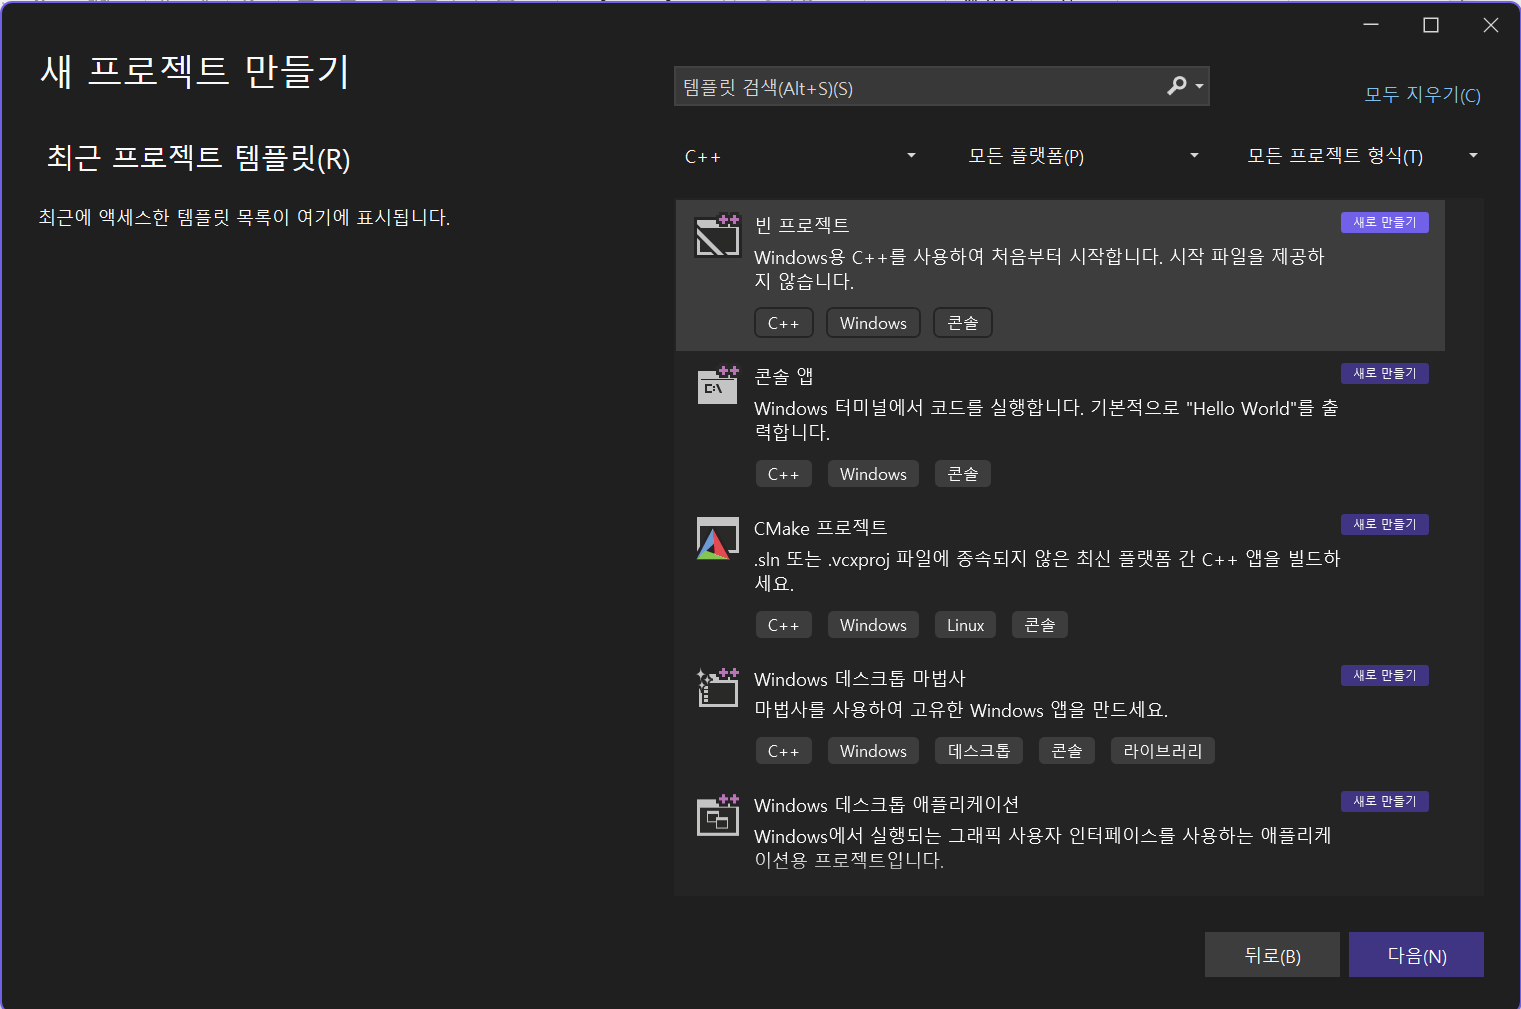 새 프로젝트 만들기
최근 프로젝트 템플릿(R)
최근에 액세스한 템플릿 목록이 여기에 표시됩니다.
템플릿 검색(Alt+S)(S)
모두 지우기(C)
C++
모든 플랫폼(P)
모든 프로젝트 형식(T)
빈 프로젝트
새로 만들기
Windows용 C++를 사용하여 처음부터 시작합니다. 시작 파일을 제공하
지 않습니다.
C++ Windows 콘솔
콘솔 앱
새로 만들기
C:\
Windows 터미널에서 코드를 실행합니다. 기본적으로 "Hello World"를 출
력합니다.
C++ Windows 콘솔
CMake 프로젝트
새로 만들기
.sln 또는 .vcxproj 파일에 종속되지 않은 최신 플랫폼 간 C++ 앱을 빌드하
세요.
C++ Windows Linux 콘솔
Windows 데스크톱 마법사
새로 만들기
마법사를 사용하여 고유한 Windows 앱을 만드세요.
C++ Windows 데스크톱 콘솔 라이브러리
Windows 데스크톱 애플리케이션
새로 만들기
Windows에서 실행되는 그래픽 사용자 인터페이스를 사용하는 애플리케
이션용 프로젝트입니다.
뒤로(B)
다음(N)